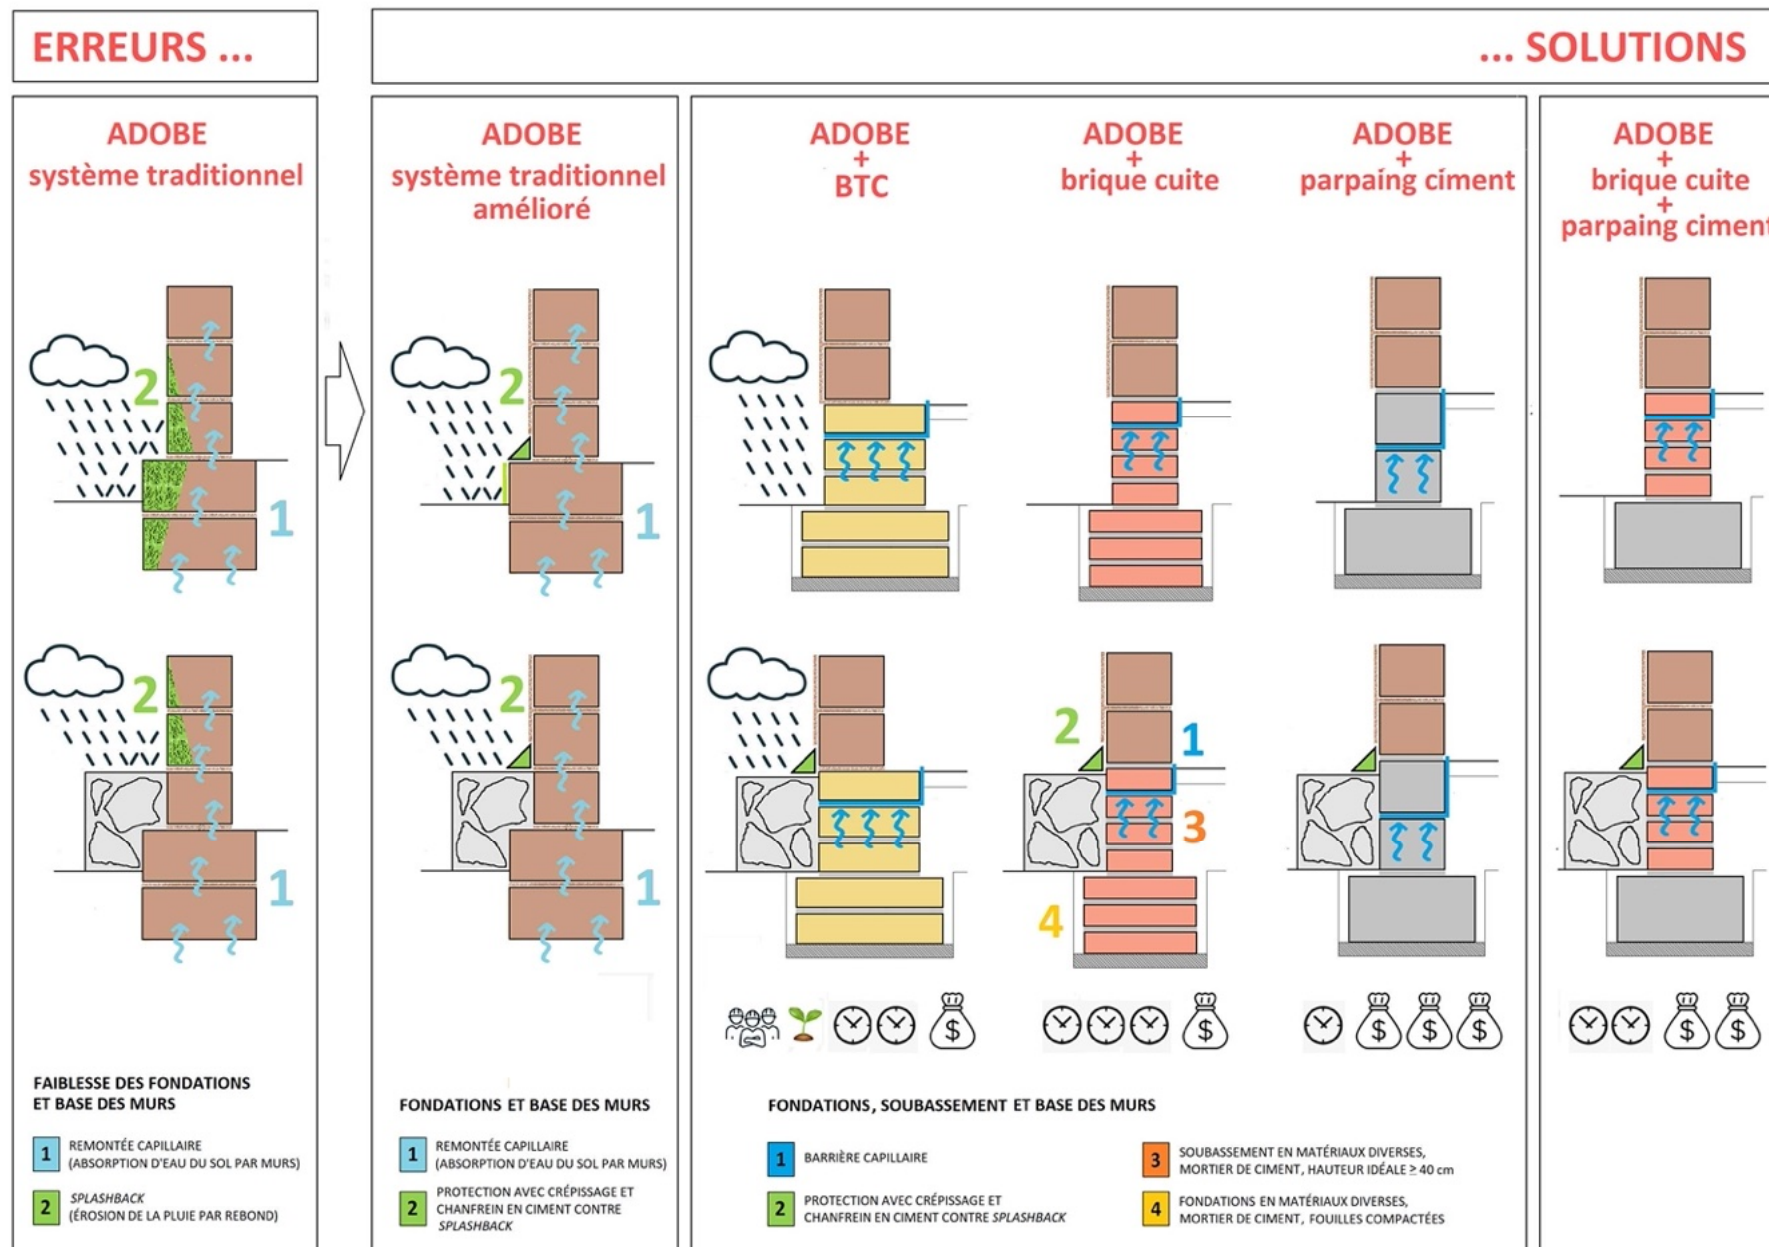 ERREURS ...
... SOLUTIONS
ADOBE
système traditionnel
ADOBE
système traditionnel
amélioré
ADOBE
+
BTC
ADOBE
+
brique cuite
ADOBE
+
parpaing ciment
ADOBE
+
brique cuite
+
parpaing ciment
2
1
2
1
2
1
2
1
2
1
3
4
$
$
$
$
$
$
$
FAIBLESSE DES FONDATIONS
ET BASE DES MURS
1 REMONTÉE CAPILLAIRE
(ABSORPTION D'EAU DU SOL PAR MURS)
2 SPLASHBACK
(ÉROSION DE LA PLUIE PAR REBOND)
FONDATIONS ET BASE DES MURS
1 REMONTÉE CAPILLAIRE
(ABSORPTION D'EAU DU SOL PAR MURS)
2 PROTECTION AVEC CRÉPISSAGE ET
CHANFREIN EN CIMENT CONTRE
SPLASHBACK
FONDATIONS, SOUBASSEMENT ET BASE DES MURS
1 BARRIÈRE CAPILLAIRE
2 PROTECTION AVEC CRÉPISSAGE ET
CHANFREIN EN CIMENT CONTRE SPLASHBACK
3 SOUBASSEMENT EN MATÉRIAUX DIVERSES,
MORTIER DE CIMENT, HAUTEUR IDÉALE ≥ 40 cm
4 FONDATIONS EN MATÉRIAUX DIVERSES,
MORTIER DE CIMENT, FOUILLES COMPACTÉES